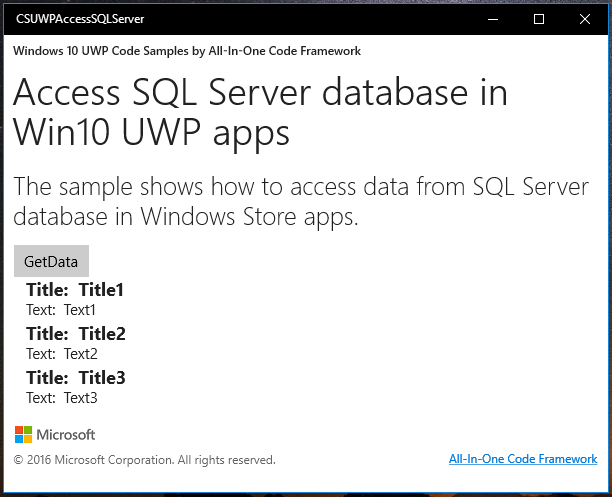 CSUWPAccessSQLServer
Windows 10 UWP Code Samples by All-In-One Code Framework
Access SQL Server database in
Win10 UWP apps
The sample shows how to access data from SQL Server
database in Windows Store apps.
GetData
Title: Title1
Text: Text1
Title: Title2
Text: Text2
Title: Title3
Text: Text3
Microsoft
© 2016 Microsoft Corporation. All rights reserved.
All-In-One Code Framework